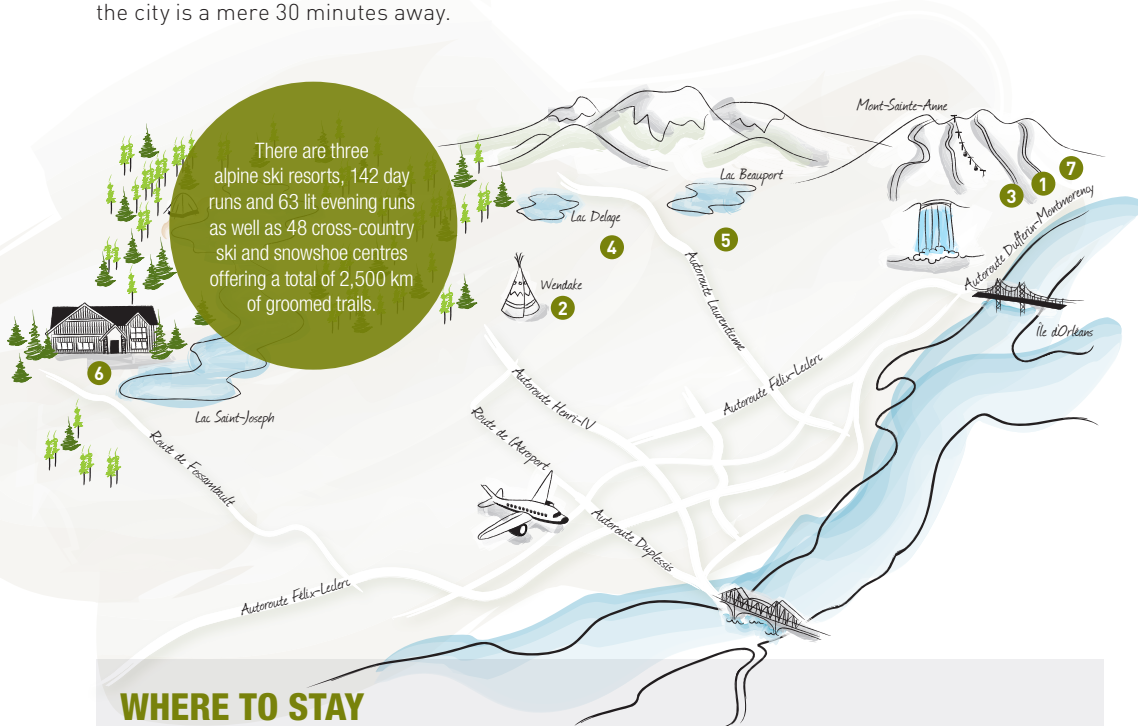 the city is a mere 30 minutes away.
There are three
alpine ski resorts, 142 day
runs and 63 lit evening runs
as well as 48 cross-country
ski and snowshoe centres
offering a total of 2,500 km
of groomed trails.
Mont-Sainte-Anne
Lac Beauport
7
1
3
Lac Delage
4
5
Autoroute Dufferin-Montmorency
Wendake
2
Autoroute Laurentienne
Île d'Orléans
6
Lac Saint-Joseph
Autoroute Henri-IV
Autoroute Félix-Leclerc
Route de l'Aéroport
Route de Fossambault
Autoroute Duplessis
Autoroute Félix-Leclerc
WHERE TO STAY